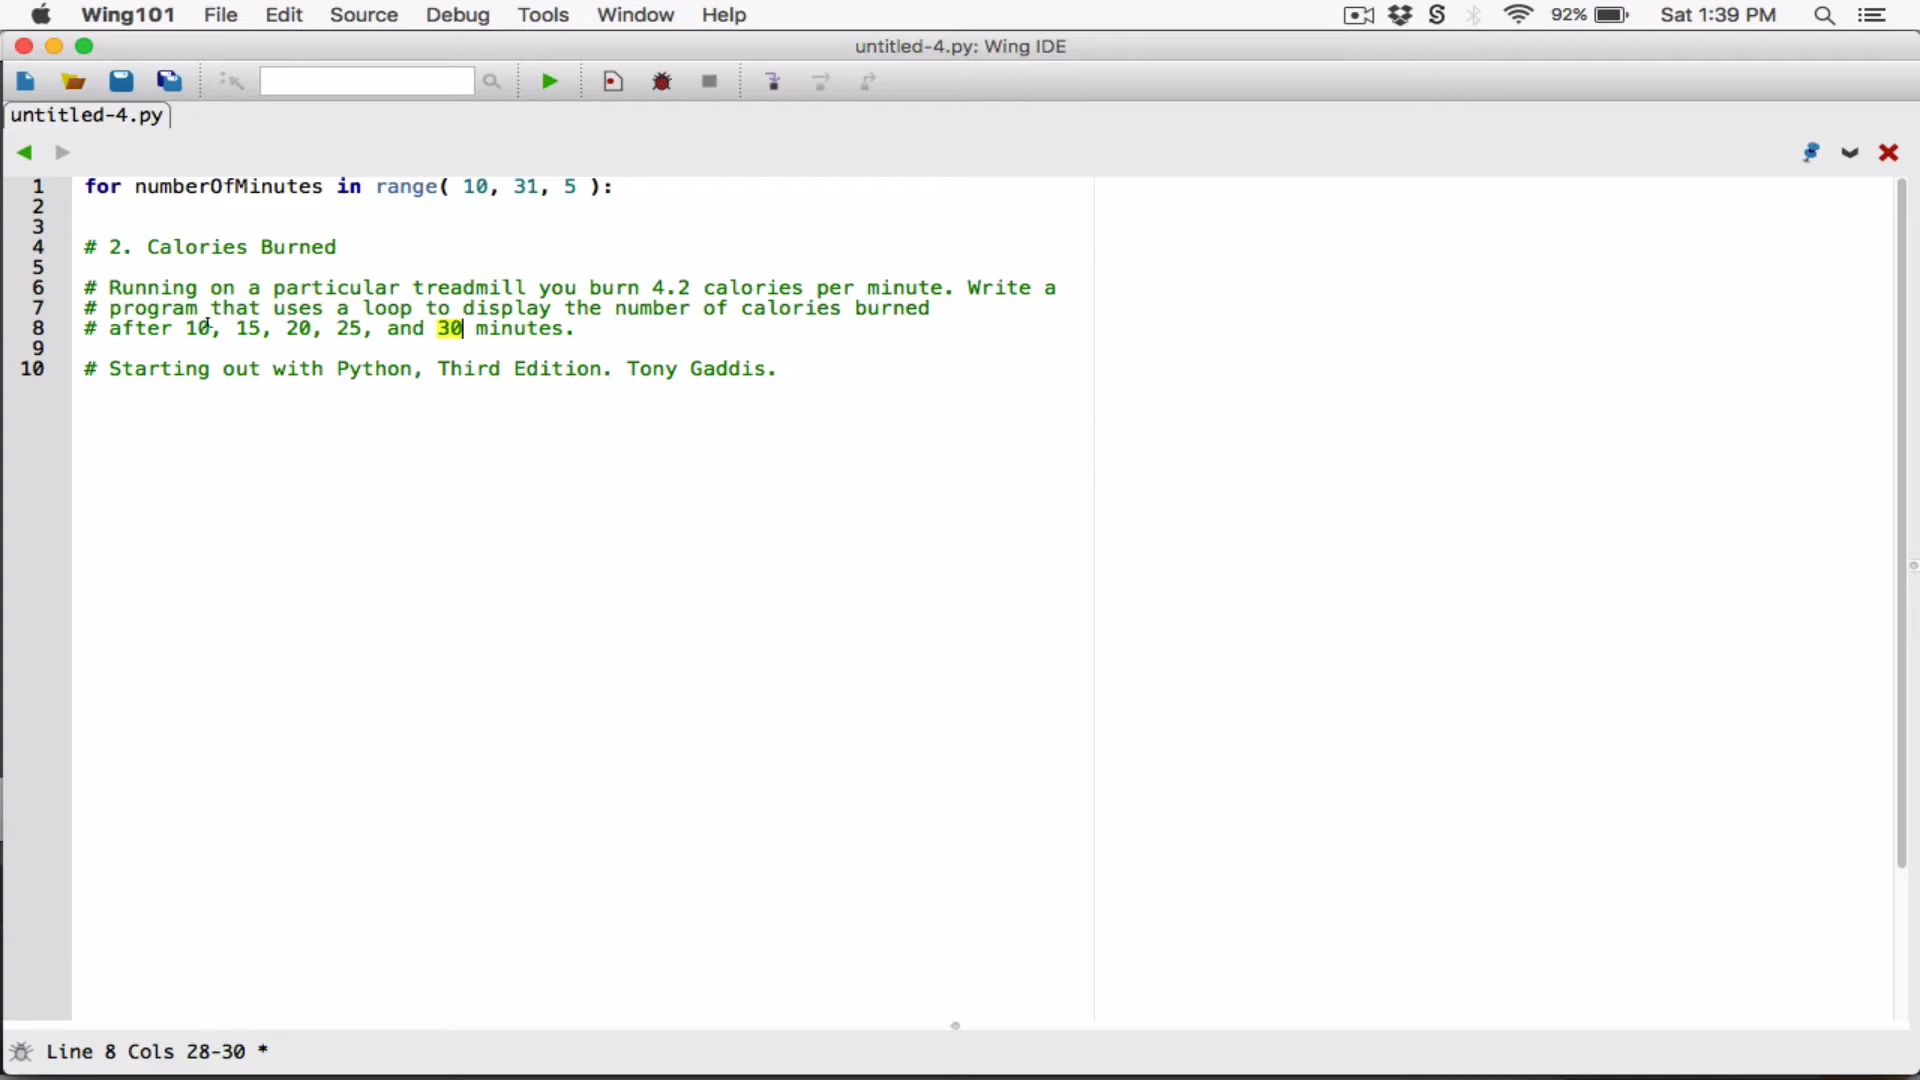 Wing101 File Edit Source Debug Tools Window Help 92% Sat 1:39 PM
untitled-4.py: Wing IDE
untitled-4.py
1 for numberOfMinutes in range( 10, 31, 5 ):
2
3
4 # 2. Calories Burned
5
6 # Running on a particular treadmill you burn 4.2 calories per minute. Write a
7 # program that uses a loop to display the number of calories burned
8 # after 10, 15, 20, 25, and 30 minutes.
9
10 # Starting out with Python, Third Edition. Tony Gaddis.
Line 8 Cols 28-30 *